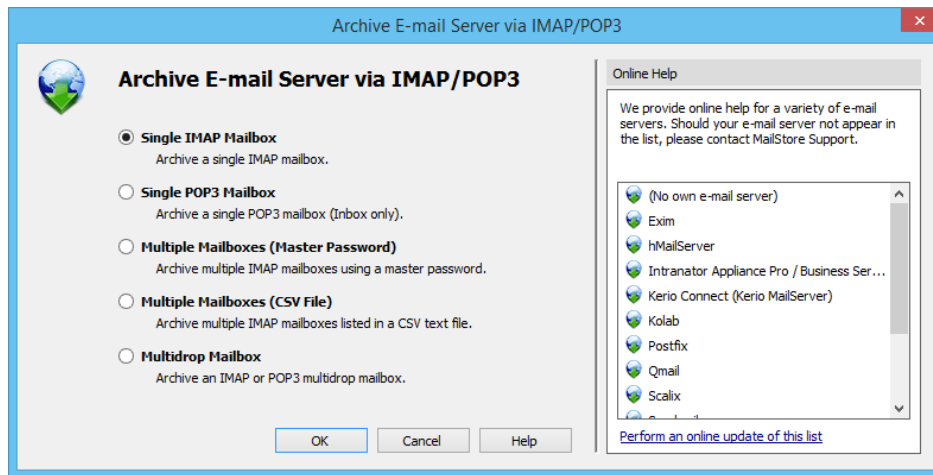 Archive E-mail Server via IMAP/POP3
Archive E-mail Server via IMAP/POP3
Single IMAP Mailbox
Archive a single IMAP mailbox.
Single POP3 Mailbox
Archive a single POP3 mailbox (Inbox only).
Multiple Mailboxes (Master Password)
Archive multiple IMAP mailboxes using a master password.
Multiple Mailboxes (CSV File)
Archive multiple IMAP mailboxes listed in a CSV text file.
Multidrop Mailbox
Archive an IMAP or POP3 multidrop mailbox.
OK Cancel Help
Online Help
We provide online help for a variety of e-mail
servers. Should your e-mail server not appear in
the list, please contact MailStore Support.
(No own e-mail server)
Exim
hMailServer
Intranator Appliance Pro / Business Ser...
Kerio Connect (Kerio MailServer)
Kolab
Postfix
Qmail
Scalix
Perform an online update of this list